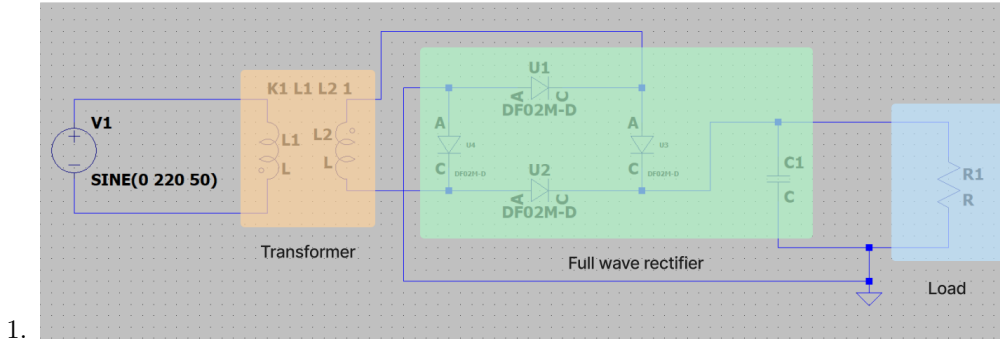 U1
K1 L1 L2 1
A
C
DF02M-D
V1
A
A
L1
L2
U4
U3
L
L
C
DF02M-D
U2
C
DF02M-D
C1
R1
SINE(0 220 50)
A
C
C
R
DF02M-D
Transformer
Full wave rectifier
Load
1.